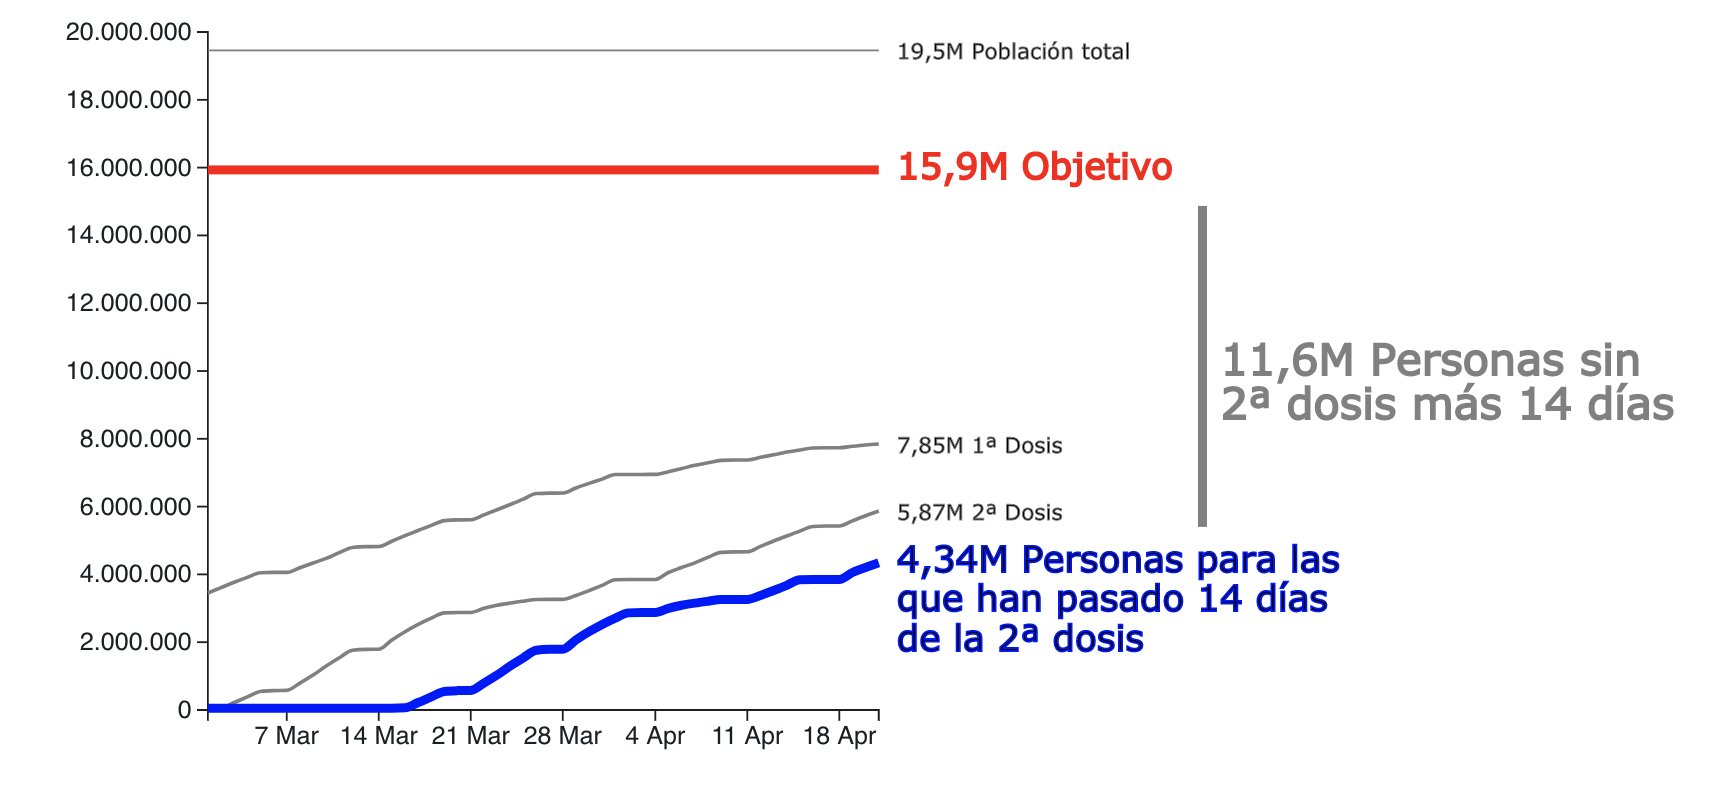 20.000.000
19,5M Población total
18.000.000
16.000.000
15,9M Objetivo
14.000.000
12.000.000
10.000.000
11,6M Personas sin
2ª dosis más 14 días
8.000.000
7,85M 1ª Dosis
6.000.000
5,87M 2ª Dosis
4.000.000
4,34M Personas para las
que han pasado 14 días
de la 2ª dosis
2.000.000
0
7 Mar 14 Mar 21 Mar 28 Mar 4 Apr 11 Apr 18 Apr